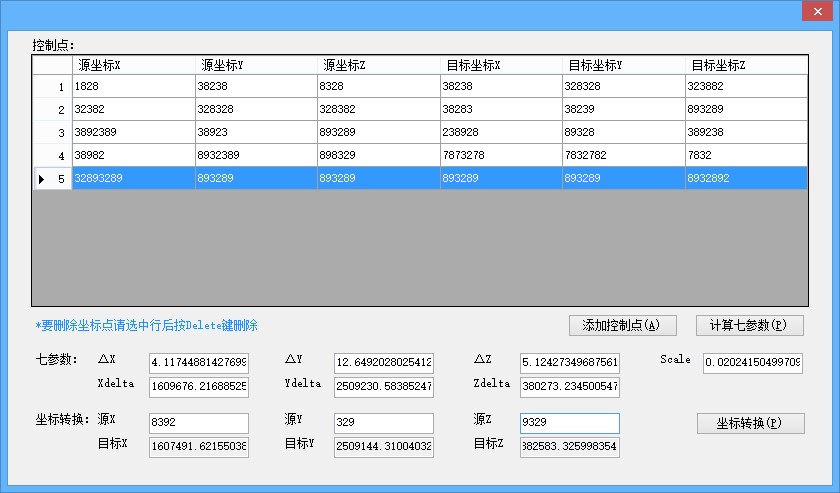 控制点:
源坐标X 源坐标Y 源坐标Z 目标坐标X 目标坐标Y 目标坐标Z
1 1828 38238 8328 38238 328328 323882
2 32382 328328 328382 38283 38239 893289
3 3892389 38923 893289 238928 89328 389238
4 38982 8932389 898329 7873278 7832782 7832
5 32893289 893289 893289 893289 893289 8932892
*要删除坐标点请选中行后按Delete键删除 添加控制点(A) 计算七参数(P)
七参数: △X 4.11744881427699 △Y 12.6492028025412 △Z 5.12427349687561 Scale 0.02024150499709
Xdelta 1609676.21688525 Ydelta 2509230.58385247 Zdelta 380273.234500547
坐标转换: 源X 8392 源Y 329 源Z 9329 坐标转换(P)
目标X 1607491.62155038 目标Y 2509144.31004032 目标Z 382583.325998354